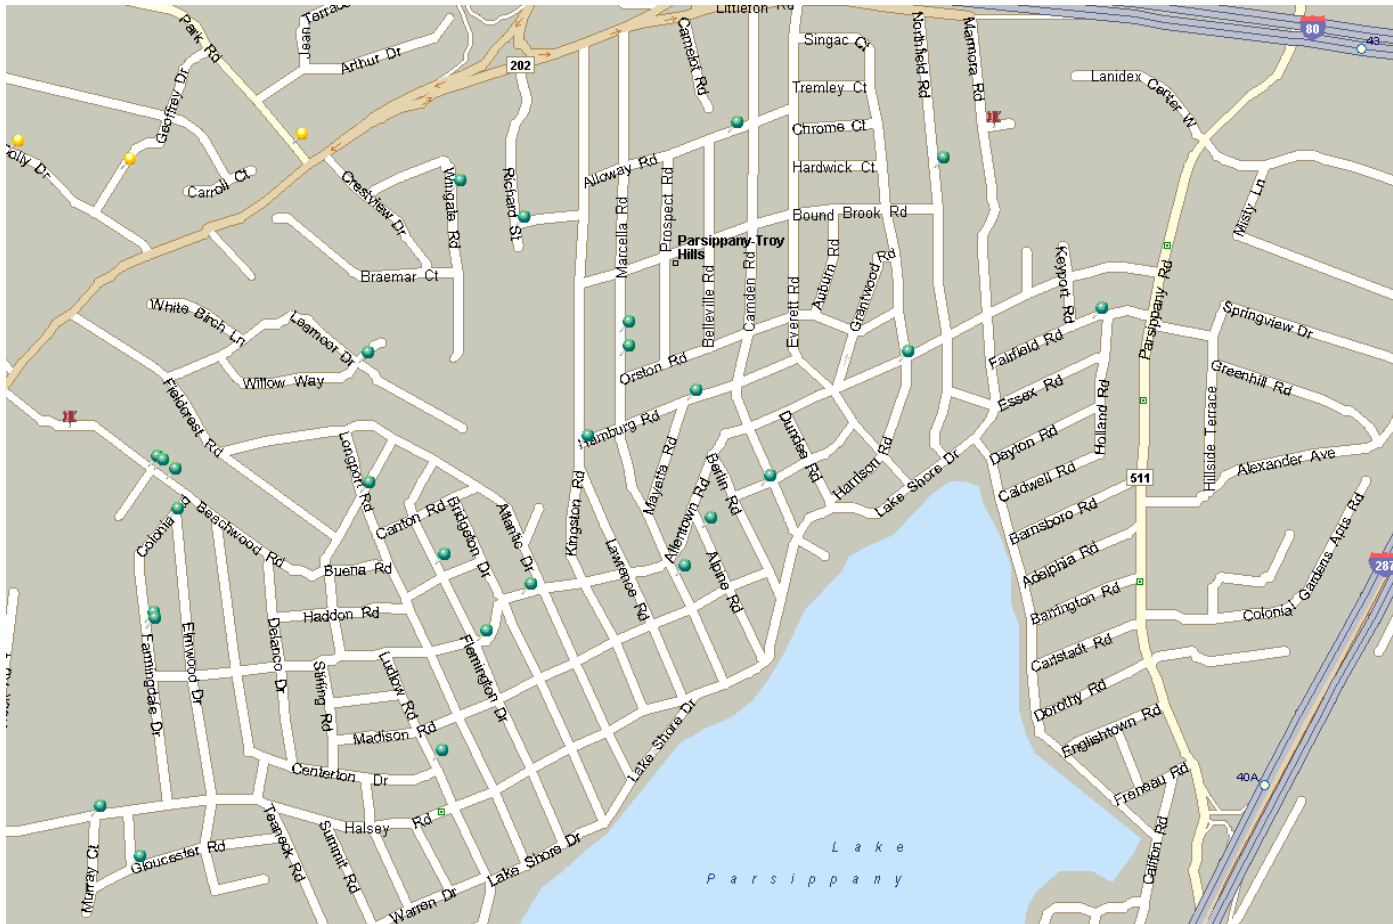 Littleton Rd
Park Rd
Jean Terrace
Arthur Dr
Geoffrey Dr
202
Camelot Rd
Singac Cir
Northfield Rd
Marmora Rd
80
43
Lanidex Center W
Tremley Ct
Chrome Ct
Hardwick Ct
Alloway Rd
Carroll Ct
Crestview Dr
Wingate Rd
Richard St
Marcella Rd
Prospect Rd
Bound Brook Rd
Misty Ln
Parsippany-Troy
Hills
Belleville Rd
Camden Rd
Everett Rd
Auburn Rd
Grantwood Rd
Keyport Rd
Parsippany Rd
Braemar Ct
White Birch Ln
Leamoor Dr
Willow Way
Orston Rd
Fairfield Rd
Springview Dr
Greenhill Rd
Essex Rd
Holland Rd
Hillside Terrace
Fieldcrest Rd
Longport Rd
Hamburg Rd
Mayetta Rd
Dundee Rd
Harrison Rd
Lake Shore Dr
Dayton Rd
Caldwell Rd
511
Alexander Ave
Kingston Rd
Allentown Rd
Berlin Rd
Barnsboro Rd
Canton Rd
Bridgeton Dr
Atlantic Dr
Beechwood Rd
Buena Rd
Haddon Rd
Lawrence Rd
Alpine Rd
Adelphia Rd
Barrington Rd
Colonial Gardens Apts Rd
287
Carlstadt Rd
Farmingdale Dr
Elmwood Dr
Delanco Dr
Stirling Rd
Ludlow Rd
Flemington Dr
Dorothy Rd
Madison Rd
Lake Shore Dr
Englishtown Rd
Centerton Dr
Freneau Rd
40A
Halsey Rd
Teaneck Rd
Summit Rd
Gloucester Rd
Murray Ct
Lake Shore Dr
Warren Dr
Califon Rd
Lake
Parsippany